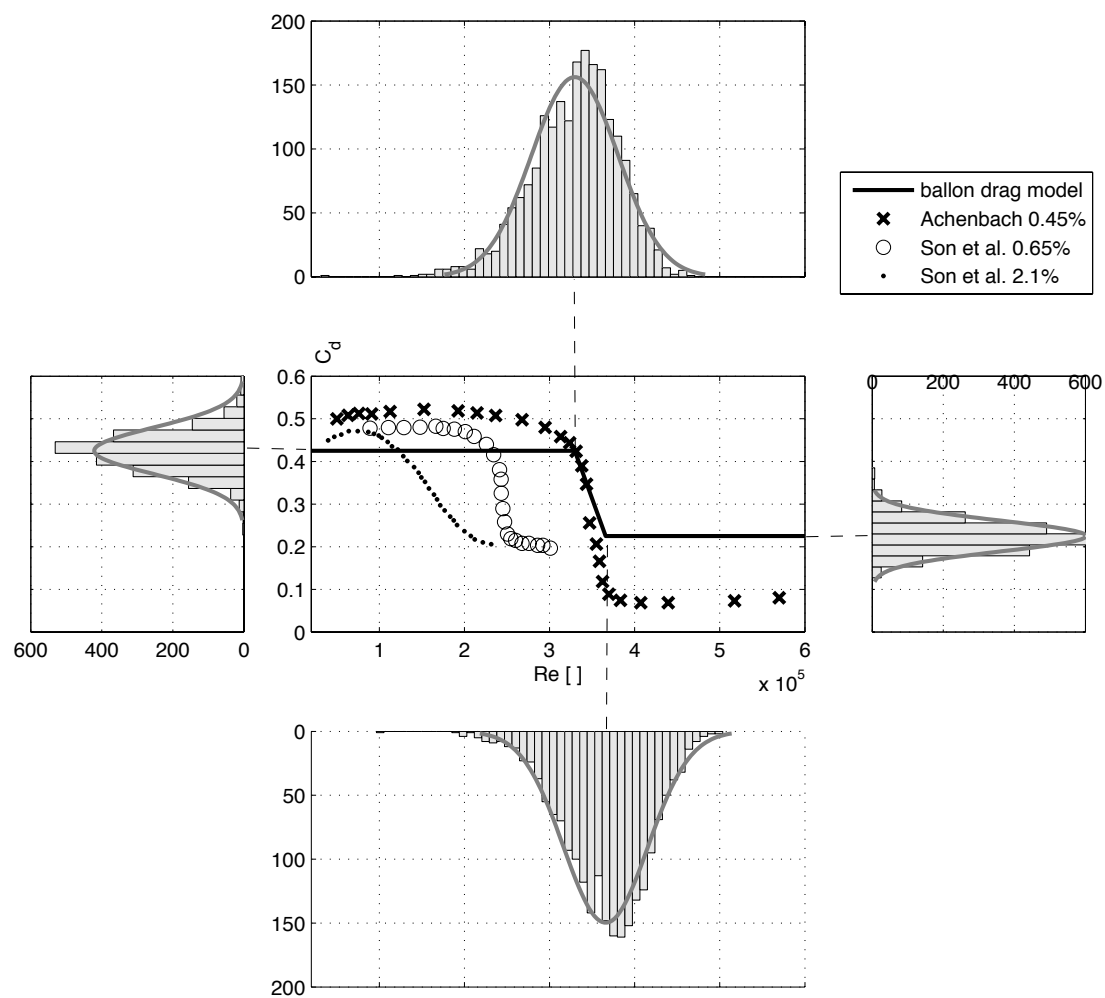 200
150
100
50
0
ballon drag model
Achenbach 0.45%
Son et al. 0.65%
Son et al. 2.1%
C_d
0.6
0.5
0.4
0.3
0.2
0.1
0
600 400 200 0
0 200 400 600
1 2 3 4 5 6
Re [ ]
x 10^5
0
50
100
150
200